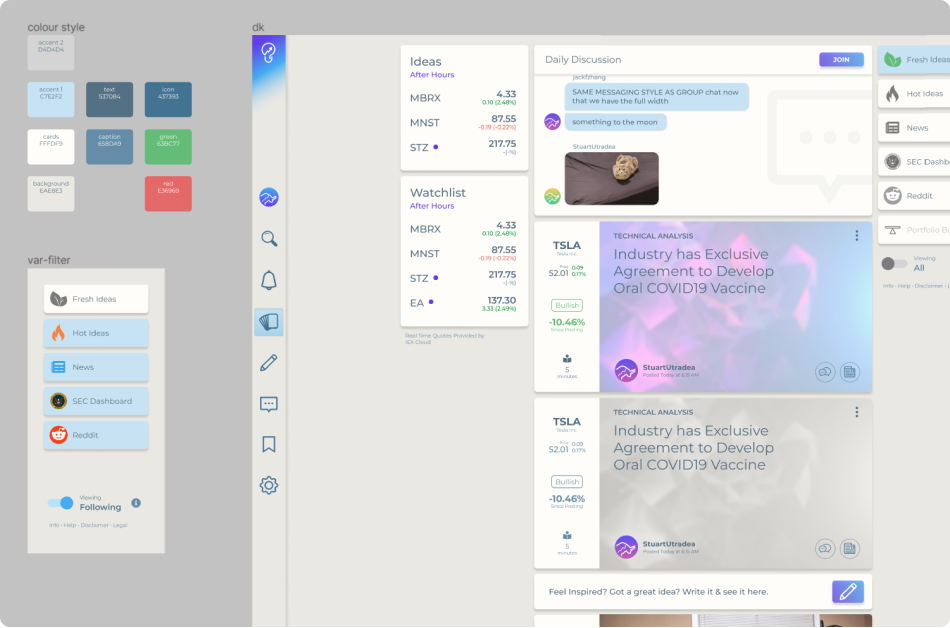 colour style
accent 2
D4D4D4
accent 1
C7E2F2
text
537084
icon
437393
cards
FFFDF9
caption
658DA9
green
63BC77
background
EAE8E3
red
E36969
var-filter
Fresh Ideas
Hot Ideas
News
SEC Dashboard
Reddit
Viewing
Following
Info • Help • Disclaimer • Legal
dk
Ideas
After Hours
MBRX
4.33
0.10 (2.48%)
MNST
87.55
-0.19 (-0.22%)
STZ
217.75
-(-%)
Watchlist
After Hours
MBRX
4.33
0.10 (2.48%)
MNST
87.55
-0.19 (-0.22%)
STZ
217.75
-(-%)
EA
137.30
3.33 (2.49%)
Real Time Quotes Provided by
IEX Cloud
Daily Discussion
JOIN
jackfzhang
SAME MESSAGING STYLE AS GROUP chat now
that we have the full width
something to the moon
StuartUtradea
TSLA
Tesla Inc.
52.01
0.09
0.17%
Bullish
-10.46%
Since Posting
5
minutes
TECHNICAL ANALYSIS
Industry has Exclusive
Agreement to Develop
Oral COVID19 Vaccine
StuartUtradea
Posted Today at 6:15 AM
TSLA
Tesla Inc.
52.01
0.09
0.17%
Bullish
-10.46%
Since Posting
5
minutes
TECHNICAL ANALYSIS
Industry has Exclusive
Agreement to Develop
Oral COVID19 Vaccine
StuartUtradea
Posted Today at 6:15 AM
Feel Inspired? Got a great idea? Write it & see it here.
Fresh Ideas
Hot Ideas
News
SEC Dashb
Reddit
Portfolio Ba
Viewing
All
Info • Help • Disclaimer • L